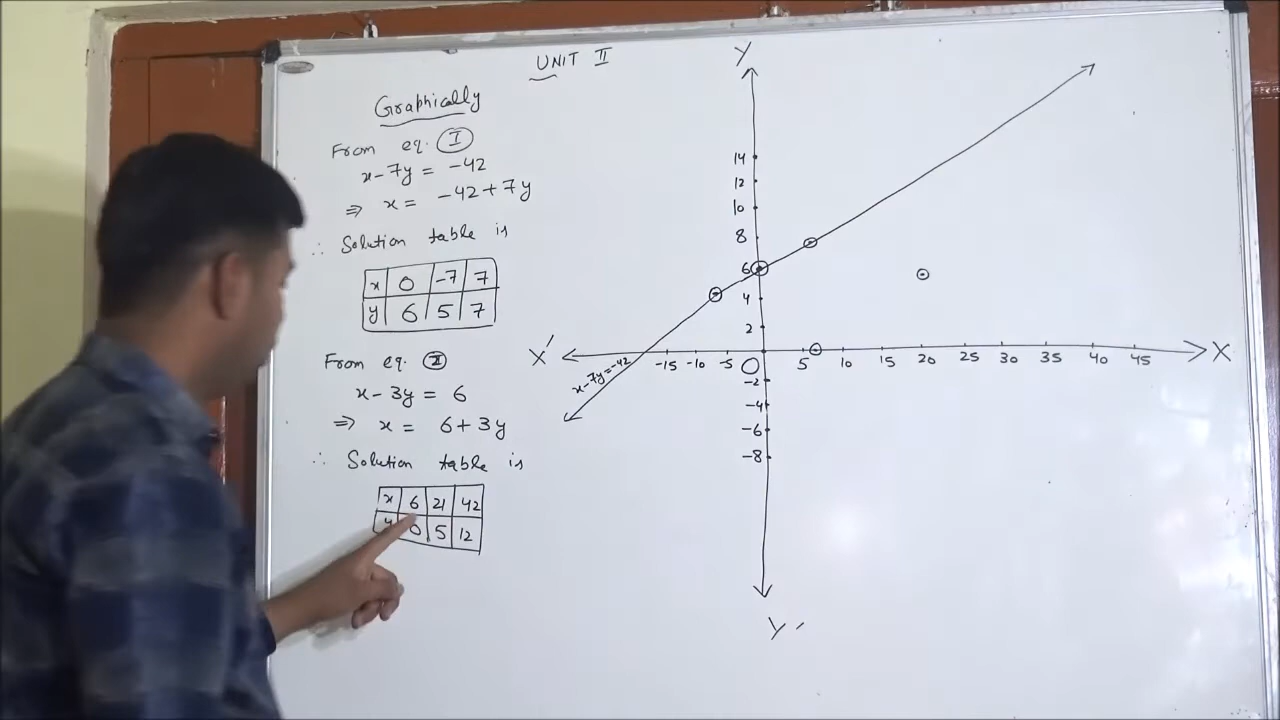 UNIT II
Graphically
From eq. I
x-7y = -42
⇒ x = -42+7y
∴ Solution table is
x 0 -7 7
y 6 5 7
From eq. II
x-3y = 6
⇒ x = 6+3y
∴ Solution table is
x 6 21 42
y 0 5 12
Y
14
12
10
8
6
4
2
X' -15 -10 -5 O 5 10 15 20 25 30 35 40 45 X
x-7y=-42
-2
-4
-6
-8
Y'